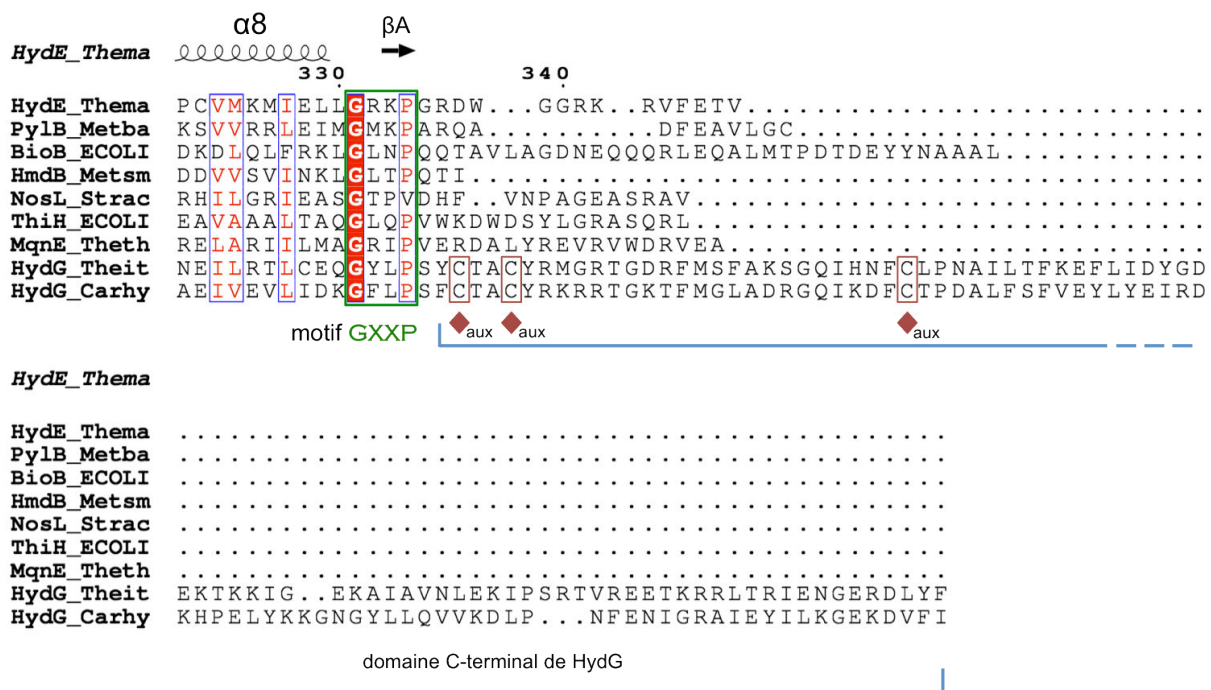 α8 βA
HydE_Thema
330 340
HydE_Thema PCVMKMIELLGRKPGRDW...GGRK..RVFETV...........................
PylB_Metba KSVVRRLEIMGMKPARQA..........DFEAVLGC........................
BioB_ECOLI DKDLQLFRKLGLNPQQTAVLAGDNEQQQRLEQALMTPDTDEYYNAAAL............
HmdB_Metsm DDVVSVINKLGLTPQTI...........................................
NosL_Strac RHILGRIEASGTPVDHF..VNPAGEASRAV..............................
ThiH_ECOLI EAVAAALTAQGLQPVWKDWDSYLGRASQRL..............................
MqnE_Theth RELARIILMAGRIPVERDALYREVRVWDRVEA............................
HydG_Theit NEILRTLCEQGYLPSYCTACYRMGRTGDRFMSFAKSGQIHNFCLPNAILTFKEFLIDYGD
HydG_Carhy AEIVEVLIDKGFLPSFCTACYRKRRTGKTFMGLADRGQIKDFCTPDALFSFVEYLYEIRD
motif GXXP aux aux aux
HydE_Thema
HydE_Thema .............................................
PylB_Metba .............................................
BioB_ECOLI .............................................
HmdB_Metsm .............................................
NosL_Strac .............................................
ThiH_ECOLI .............................................
MqnE_Theth .............................................
HydG_Theit EKTKKIG..EKAIAVNLEKIPSRTVREETKRRLTRIENGERDLYF
HydG_Carhy KHPELYKKGNGYLLQVVKDLP...NFENIGRAIEYILKGEKDVFI
domaine C-terminal de HydG